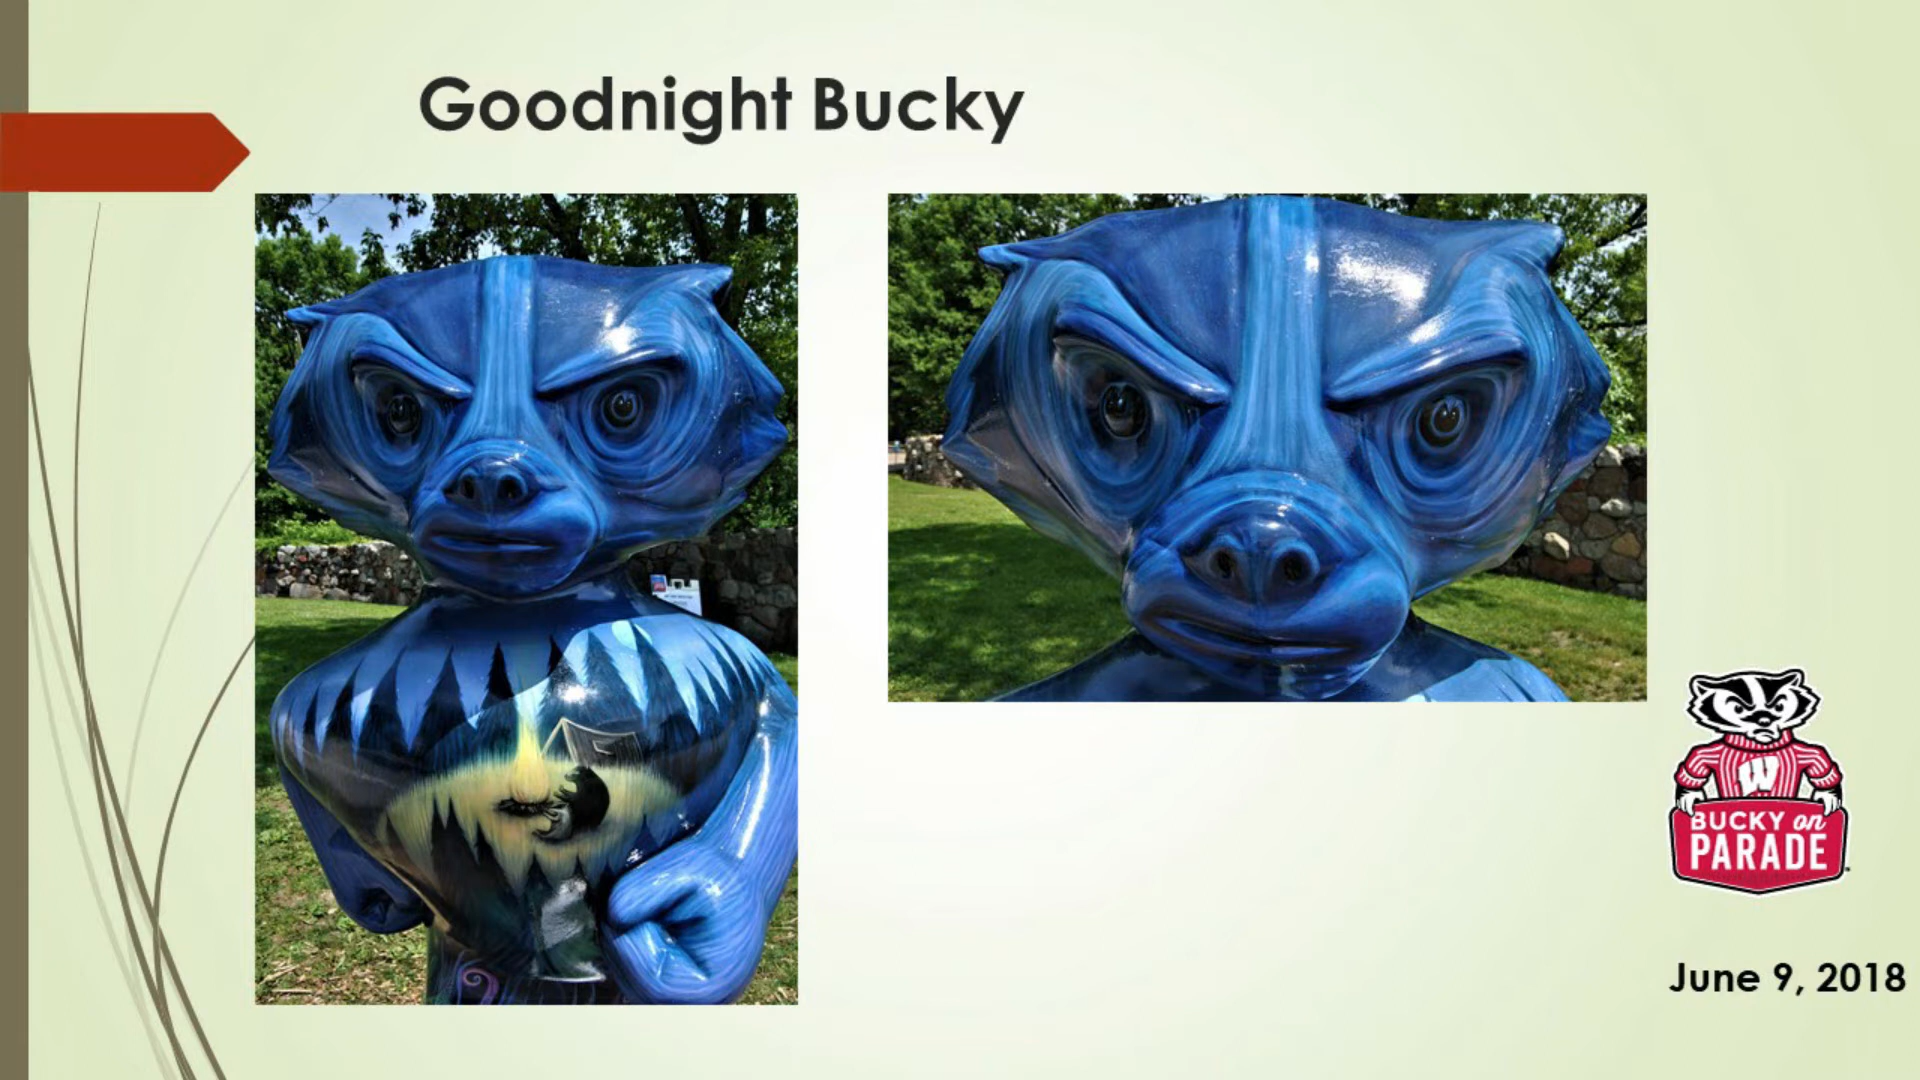 Goodnight Bucky
W
BUCKY on
PARADE
June 9, 2018